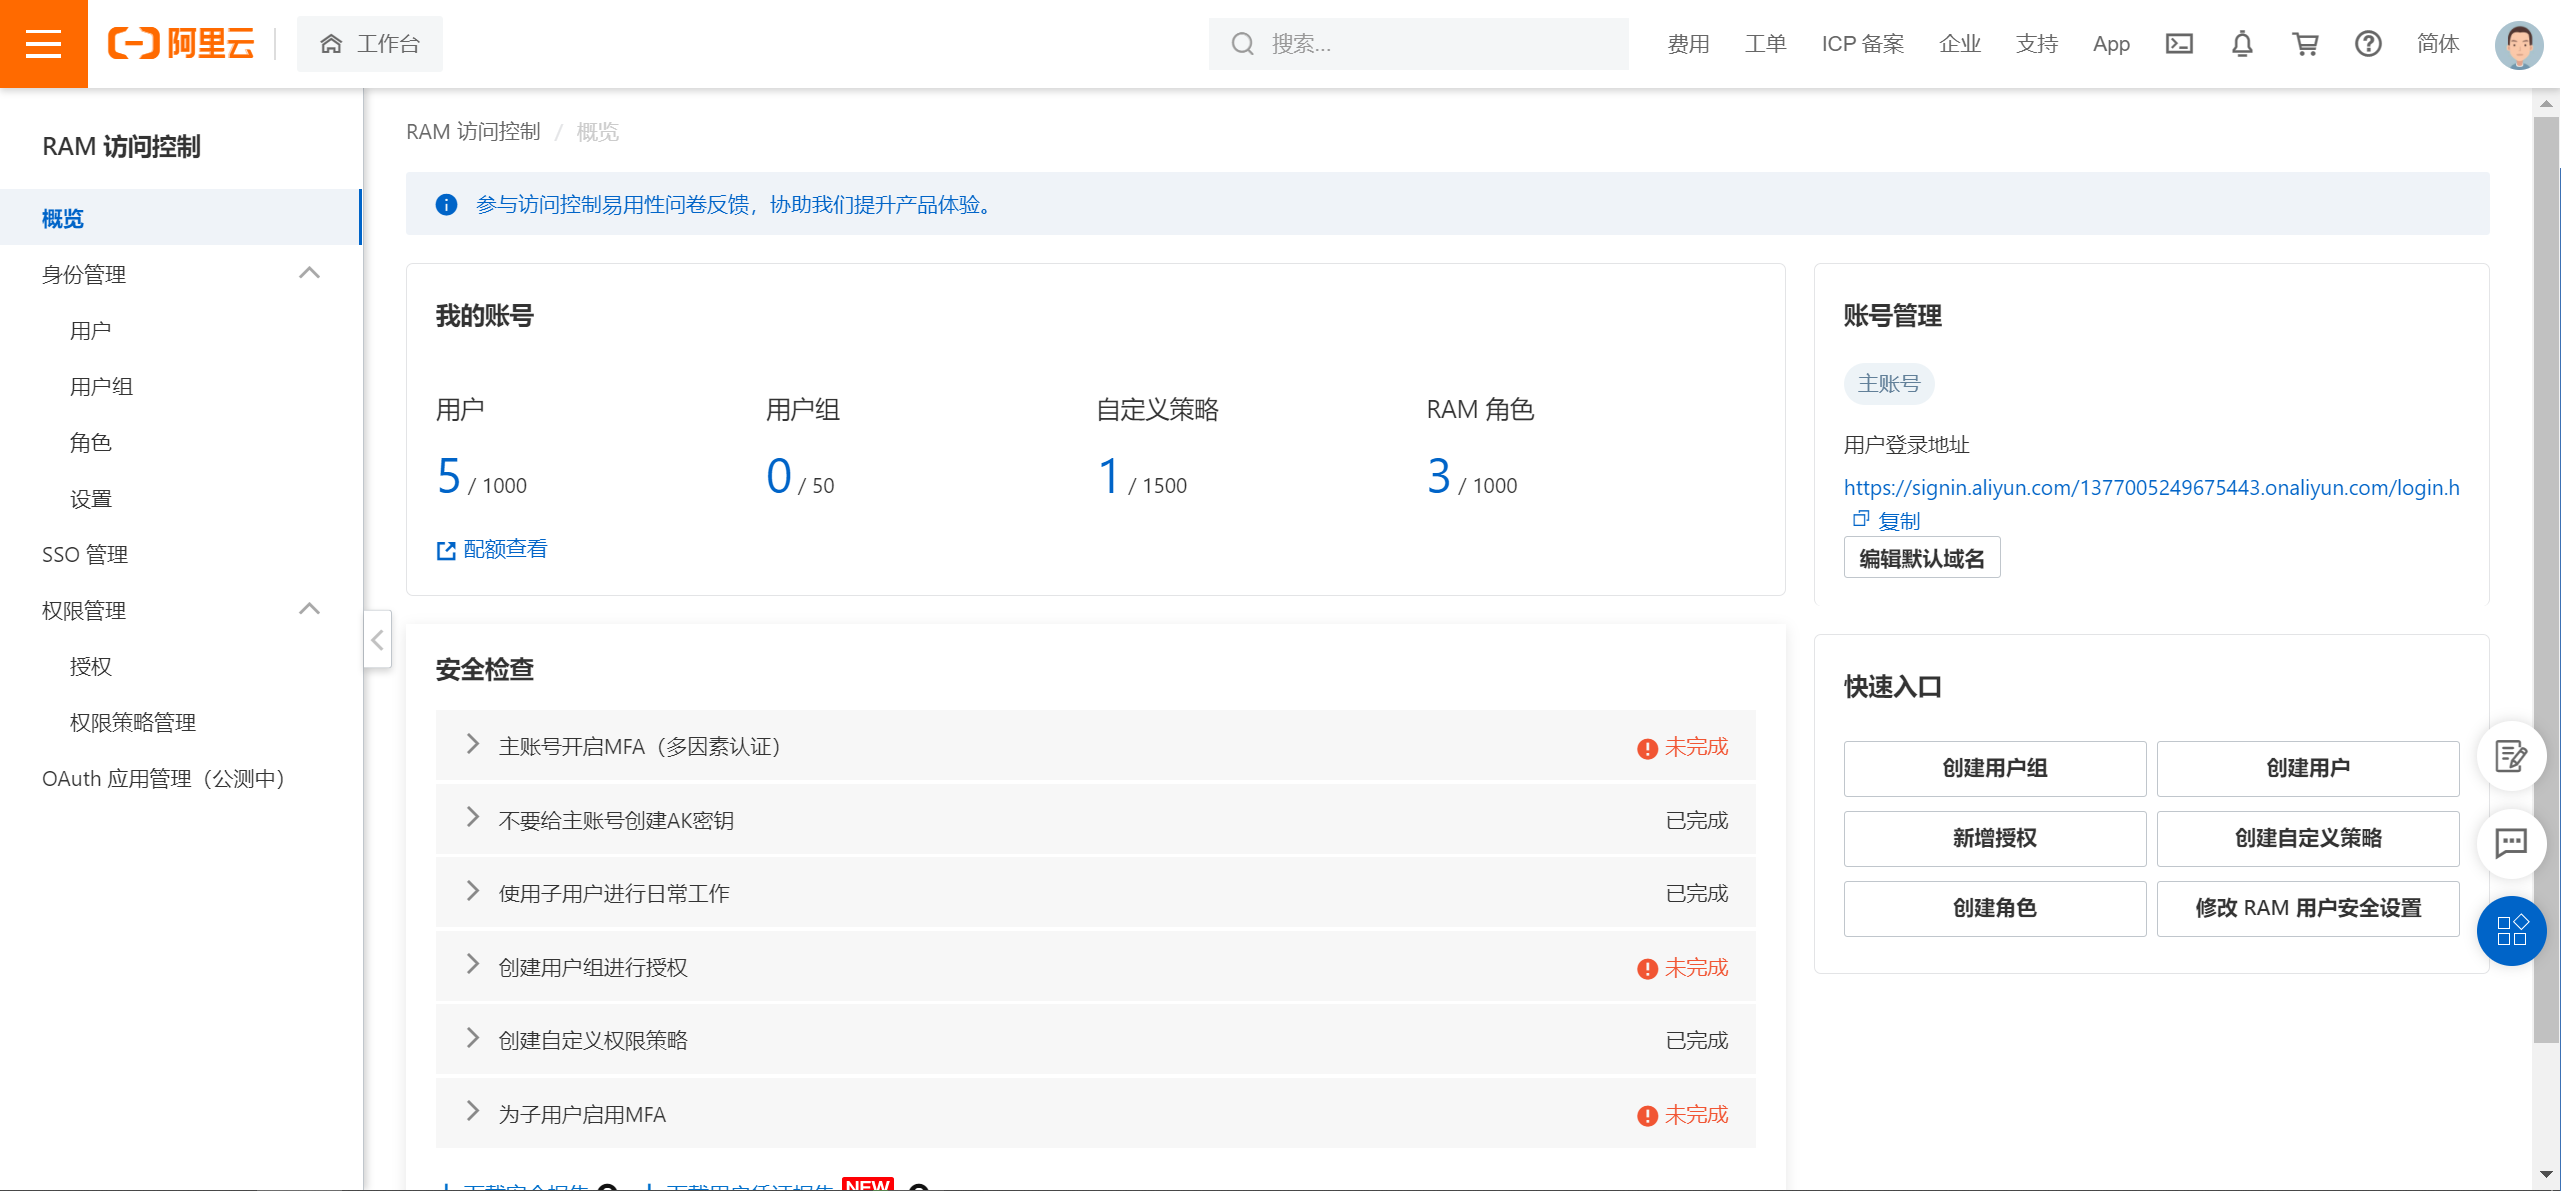 阿里云
工作台
搜索...
费用
工单
ICP 备案
企业
支持
App
简体
RAM 访问控制
概览
身份管理
用户
用户组
角色
设置
SSO 管理
权限管理
授权
权限策略管理
OAuth 应用管理（公测中）
RAM 访问控制 / 概览
参与访问控制易用性问卷反馈，协助我们提升产品体验。
我的账号
用户
5 / 1000
用户组
0 / 50
自定义策略
1 / 1500
RAM 角色
3 / 1000
配额查看
账号管理
主账号
用户登录地址
https://signin.aliyun.com/1377005249675443.onaliyun.com/login.h
复制
编辑默认域名
安全检查
主账号开启MFA（多因素认证） 未完成
不要给主账号创建AK密钥 已完成
使用子用户进行日常工作 已完成
创建用户组进行授权 未完成
创建自定义权限策略 已完成
为子用户启用MFA 未完成
下载安全报告 下载用户凭证报告 NEW
快速入口
创建用户组
创建用户
新增授权
创建自定义策略
创建角色
修改 RAM 用户安全设置